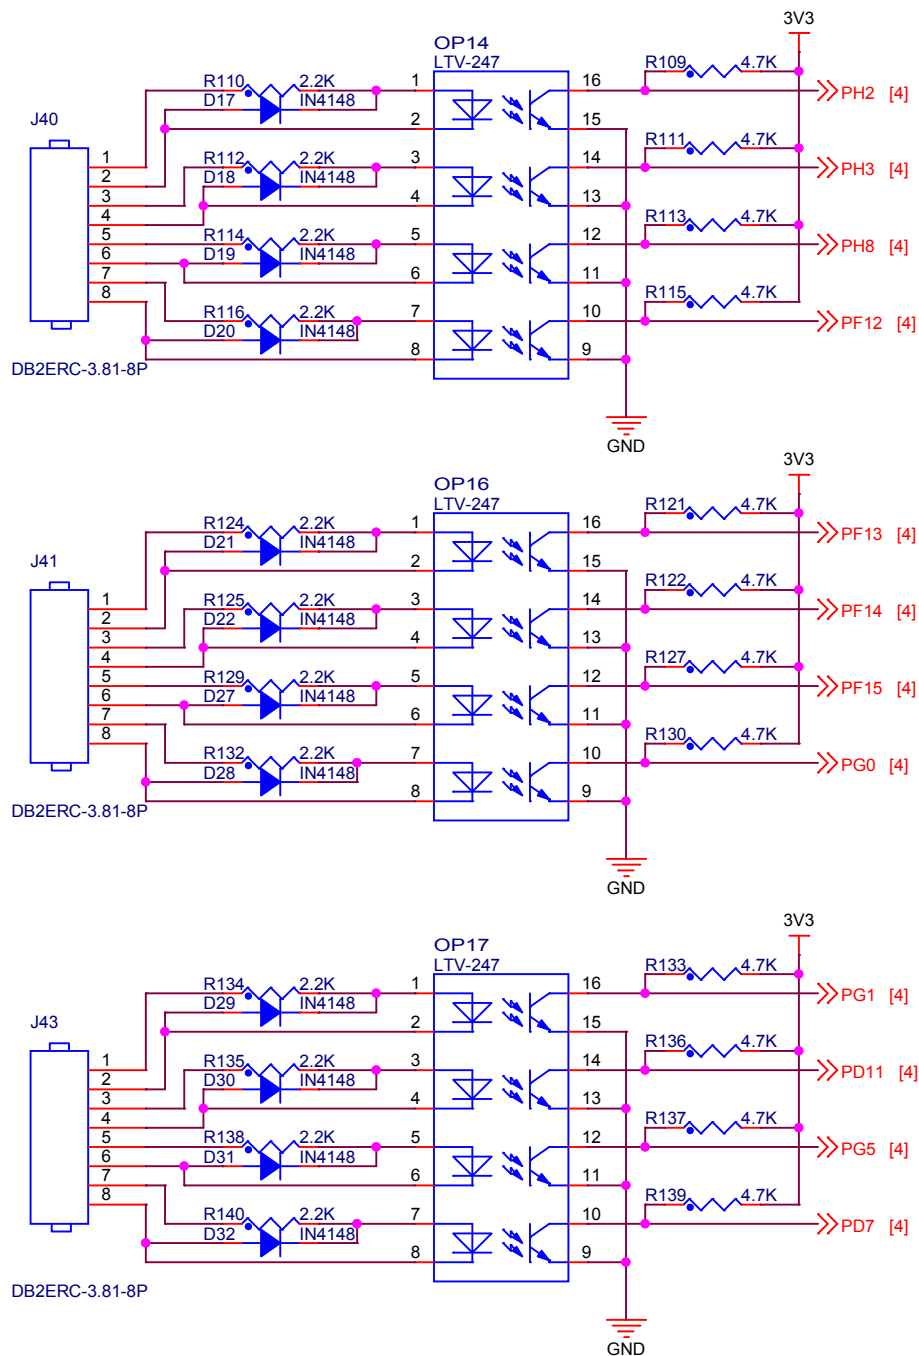 3V3
OP14
LTV-247
R109 4.7K
R110 2.2K
1
16
PH2 [4]
D17 IN4148
J40
2
15
R111 4.7K
1
R112 2.2K
3
14
PH3 [4]
2
D18 IN4148
3
4
13
4
R113 4.7K
5
R114 2.2K
5
12
PH8 [4]
6
D19 IN4148
7
6
11
8
R115 4.7K
R116 2.2K
7
10
PF12 [4]
D20 IN4148
8
9
DB2ERC-3.81-8P
GND
3V3
OP16
LTV-247
R121 4.7K
R124 2.2K
1
16
PF13 [4]
D21 IN4148
J41
2
15
R122 4.7K
1
R125 2.2K
3
14
PF14 [4]
2
D22 IN4148
3
4
13
4
R127 4.7K
5
R129 2.2K
5
12
PF15 [4]
6
D27 IN4148
7
6
11
8
R130 4.7K
R132 2.2K
7
10
PG0 [4]
D28 IN4148
8
9
DB2ERC-3.81-8P
GND
3V3
OP17
LTV-247
R133 4.7K
R134 2.2K
1
16
PG1 [4]
D29 IN4148
J43
2
15
R136 4.7K
1
R135 2.2K
3
14
PD11 [4]
2
D30 IN4148
3
4
13
4
R137 4.7K
5
R138 2.2K
5
12
PG5 [4]
6
D31 IN4148
7
6
11
8
R139 4.7K
R140 2.2K
7
10
PD7 [4]
D32 IN4148
8
9
DB2ERC-3.81-8P
GND